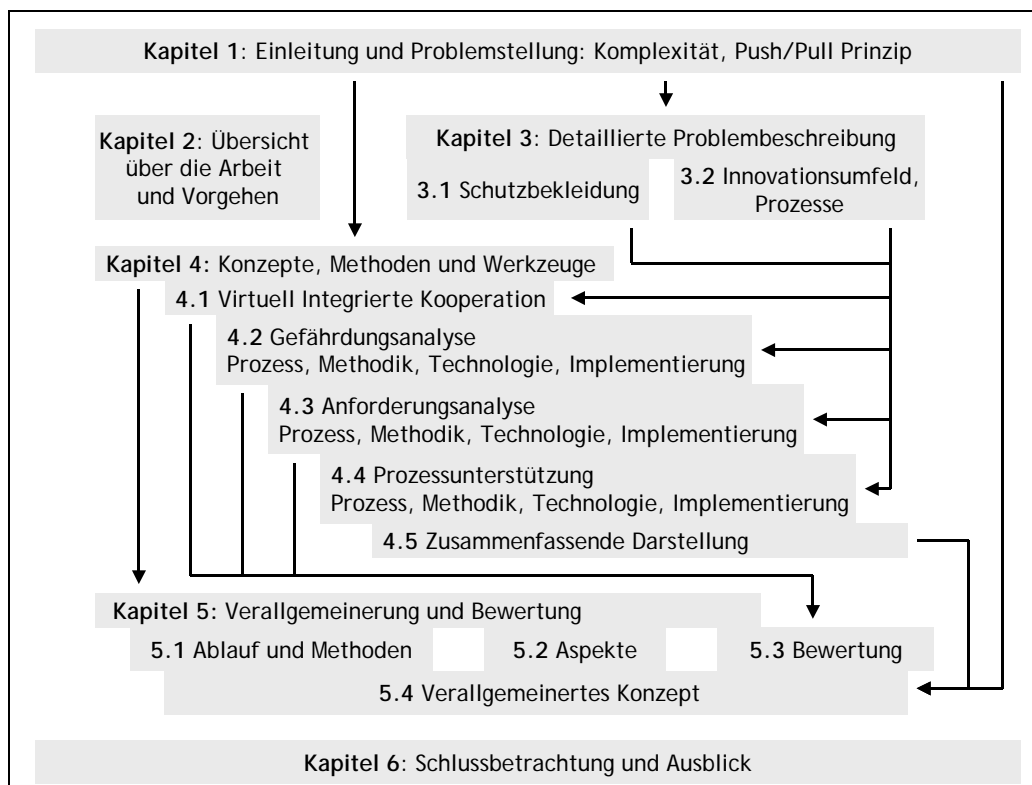 Kapitel 1: Einleitung und Problemstellung: Komplexität, Push/Pull Prinzip
Kapitel 2: Übersicht
über die Arbeit
und Vorgehen
Kapitel 3: Detaillierte Problembeschreibung
3.1 Schutzbekleidung
3.2 Innovationsumfeld,
Prozesse
Kapitel 4: Konzepte, Methoden und Werkzeuge
4.1 Virtuell Integrierte Kooperation
4.2 Gefährdungsanalyse
Prozess, Methodik, Technologie, Implementierung
4.3 Anforderungsanalyse
Prozess, Methodik, Technologie, Implementierung
4.4 Prozessunterstützung
Prozess, Methodik, Technologie, Implementierung
4.5 Zusammenfassende Darstellung
Kapitel 5: Verallgemeinerung und Bewertung
5.1 Ablauf und Methoden
5.2 Aspekte
5.3 Bewertung
5.4 Verallgemeinertes Konzept
Kapitel 6: Schlussbetrachtung und Ausblick